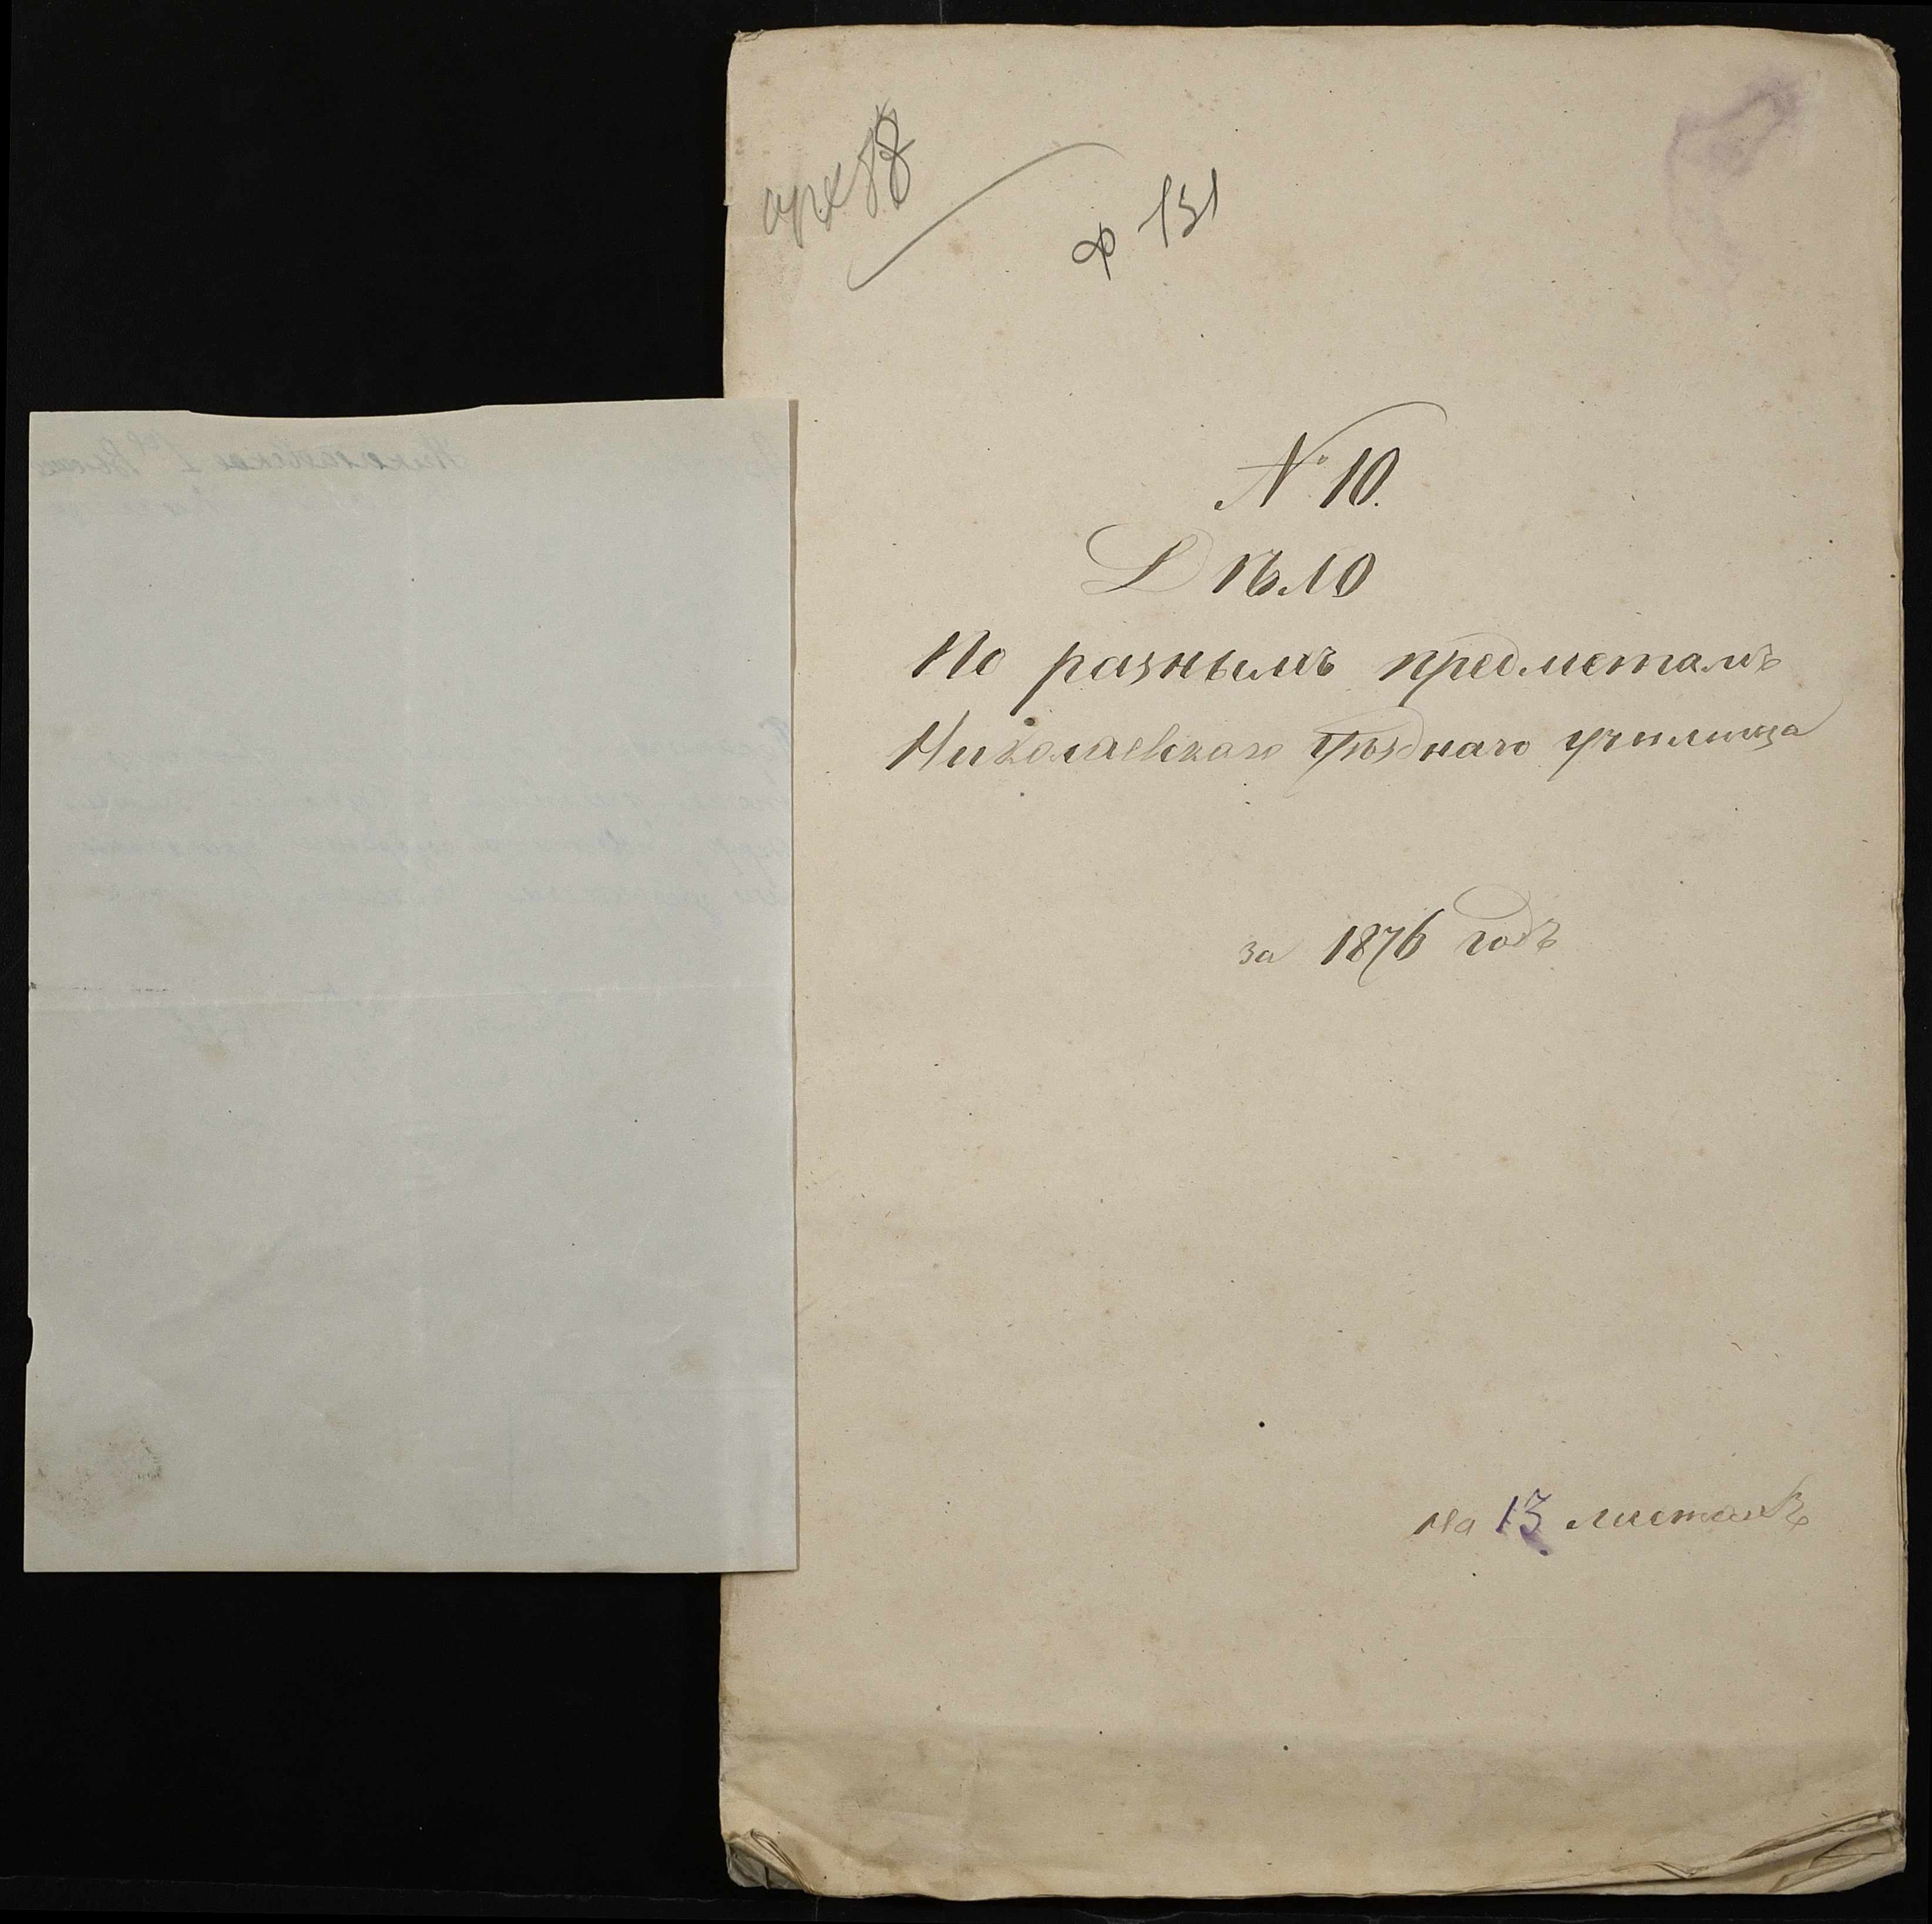 ф 131
№ 10.
Дѣло
По разнымъ предметамъ
Николаевскаго Уѣзднаго училища
за 1876 годъ
на 13 листахъ